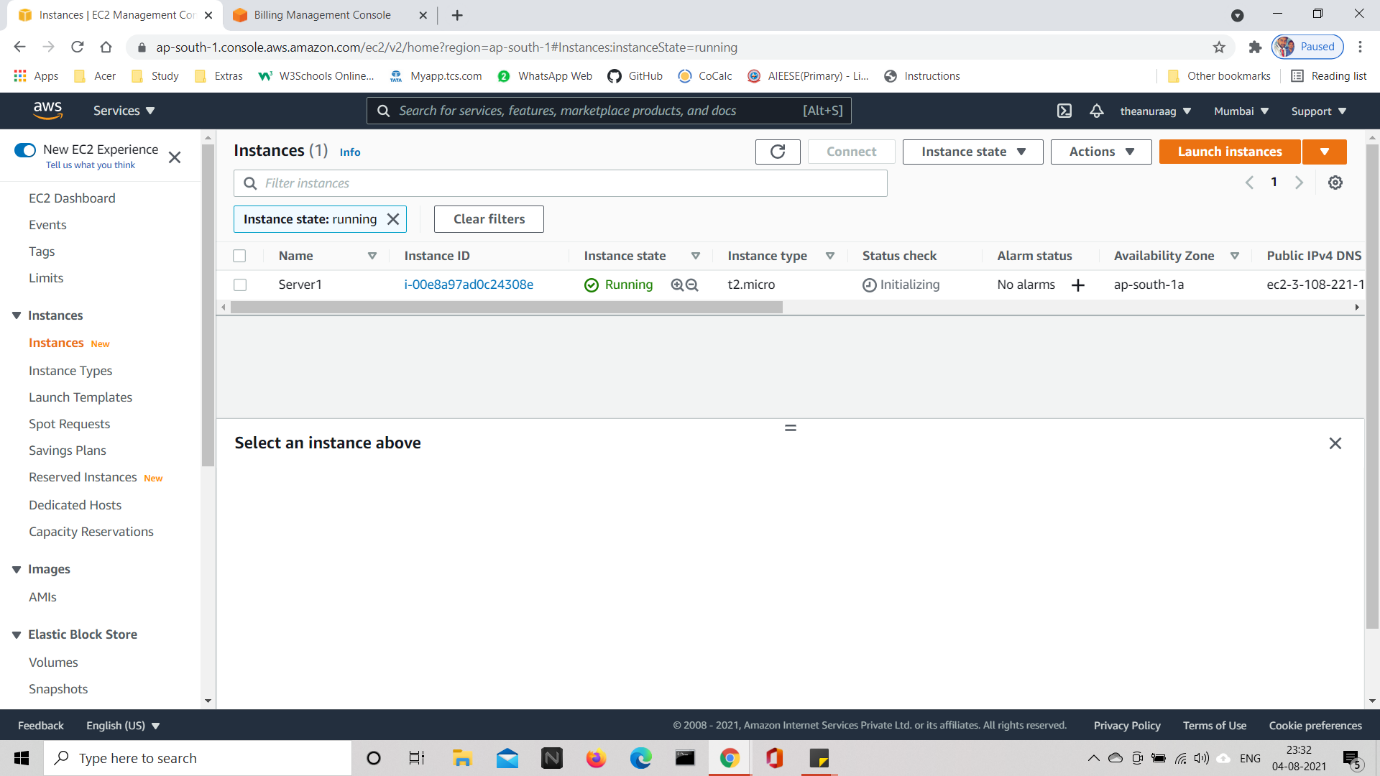 Instances | EC2 Management Con
Billing Management Console
ap-south-1.console.aws.amazon.com/ec2/v2/home?region=ap-south-1#Instances:instanceState=running
Paused
Apps
Acer
Study
Extras
W3Schools Online...
Myapp.tcs.com
WhatsApp Web
GitHub
CoCalc
AIEESE(Primary) - Li...
Instructions
Other bookmarks
Reading list
aws
Services
Search for services, features, marketplace products, and docs
[Alt+S]
theanuraag
Mumbai
Support
New EC2 Experience
Tell us what you think
EC2 Dashboard
Events
Tags
Limits
Instances
Instances New
Instance Types
Launch Templates
Spot Requests
Savings Plans
Reserved Instances New
Dedicated Hosts
Capacity Reservations
Images
AMIs
Elastic Block Store
Volumes
Snapshots
Instances (1) Info
Connect
Instance state
Actions
Launch instances
Filter instances
1
Instance state: running
Clear filters
Name Instance ID Instance state Instance type Status check Alarm status Availability Zone Public IPv4 DNS
Server1 i-00e8a97ad0c24308e Running t2.micro Initializing No alarms + ap-south-1a ec2-3-108-221-1
Select an instance above
Feedback
English (US)
© 2008 - 2021, Amazon Internet Services Private Ltd. or its affiliates. All rights reserved.
Privacy Policy
Terms of Use
Cookie preferences
Type here to search
ENG
23:32
04-08-2021
5